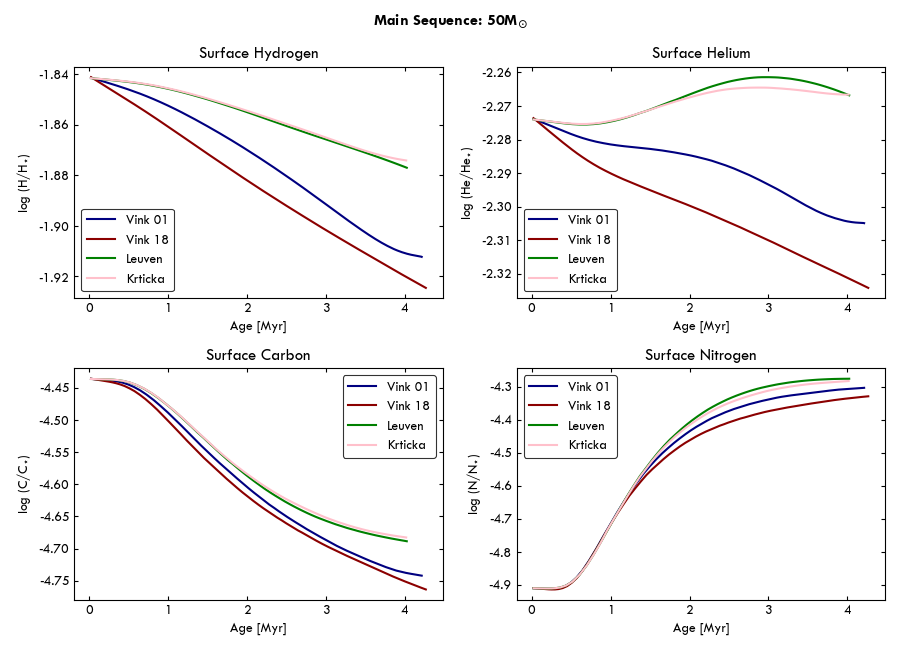 Main Sequence: 50M☉
Surface Hydrogen
-1.84
-1.86
-1.88
-1.90
-1.92
log (H/H⋆)
Vink 01
Vink 18
Leuven
Krticka
0 1 2 3 4
Age [Myr]
Surface Helium
-2.26
-2.27
-2.28
-2.29
-2.30
-2.31
-2.32
log (He/He⋆)
Vink 01
Vink 18
Leuven
Krticka
0 1 2 3 4
Age [Myr]
Surface Carbon
-4.45
-4.50
-4.55
-4.60
-4.65
-4.70
-4.75
log (C/C⋆)
Vink 01
Vink 18
Leuven
Krticka
0 1 2 3 4
Age [Myr]
Surface Nitrogen
-4.3
-4.4
-4.5
-4.6
-4.7
-4.8
-4.9
log (N/N⋆)
Vink 01
Vink 18
Leuven
Krticka
0 1 2 3 4
Age [Myr]